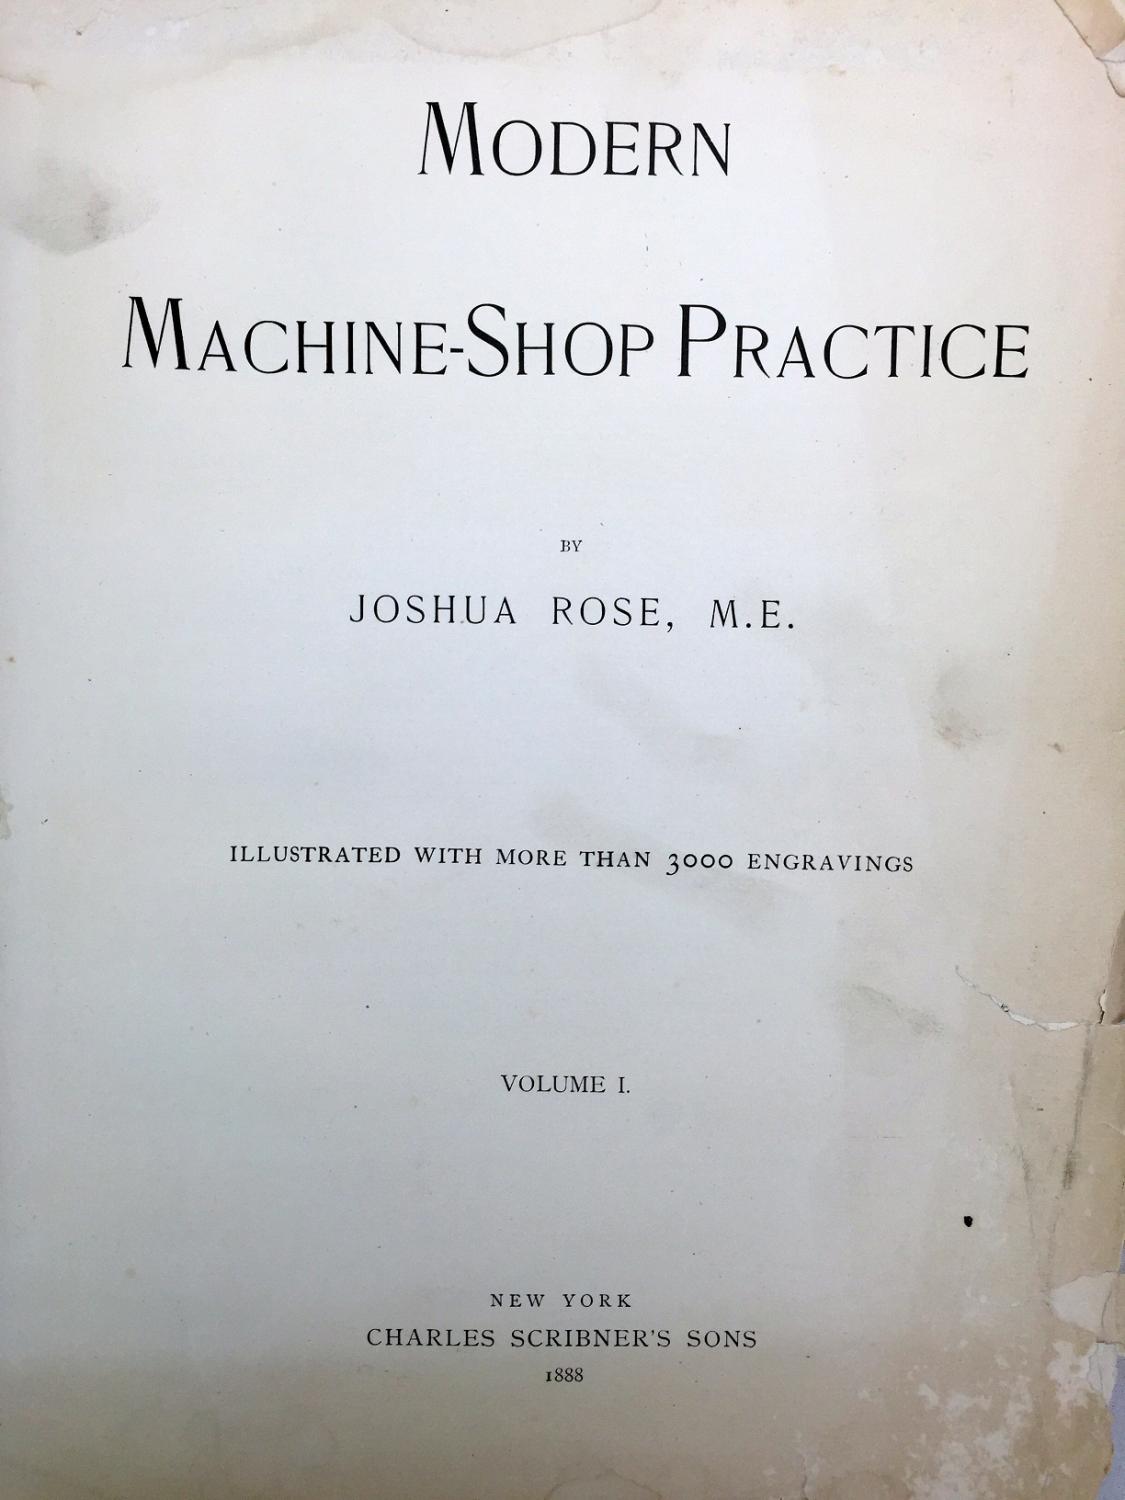 MODERN
MACHINE-SHOP PRACTICE
BY
JOSHUA ROSE, M.E.
ILLUSTRATED WITH MORE THAN 3000 ENGRAVINGS
VOLUME I.
NEW YORK
CHARLES SCRIBNER'S SONS
1888